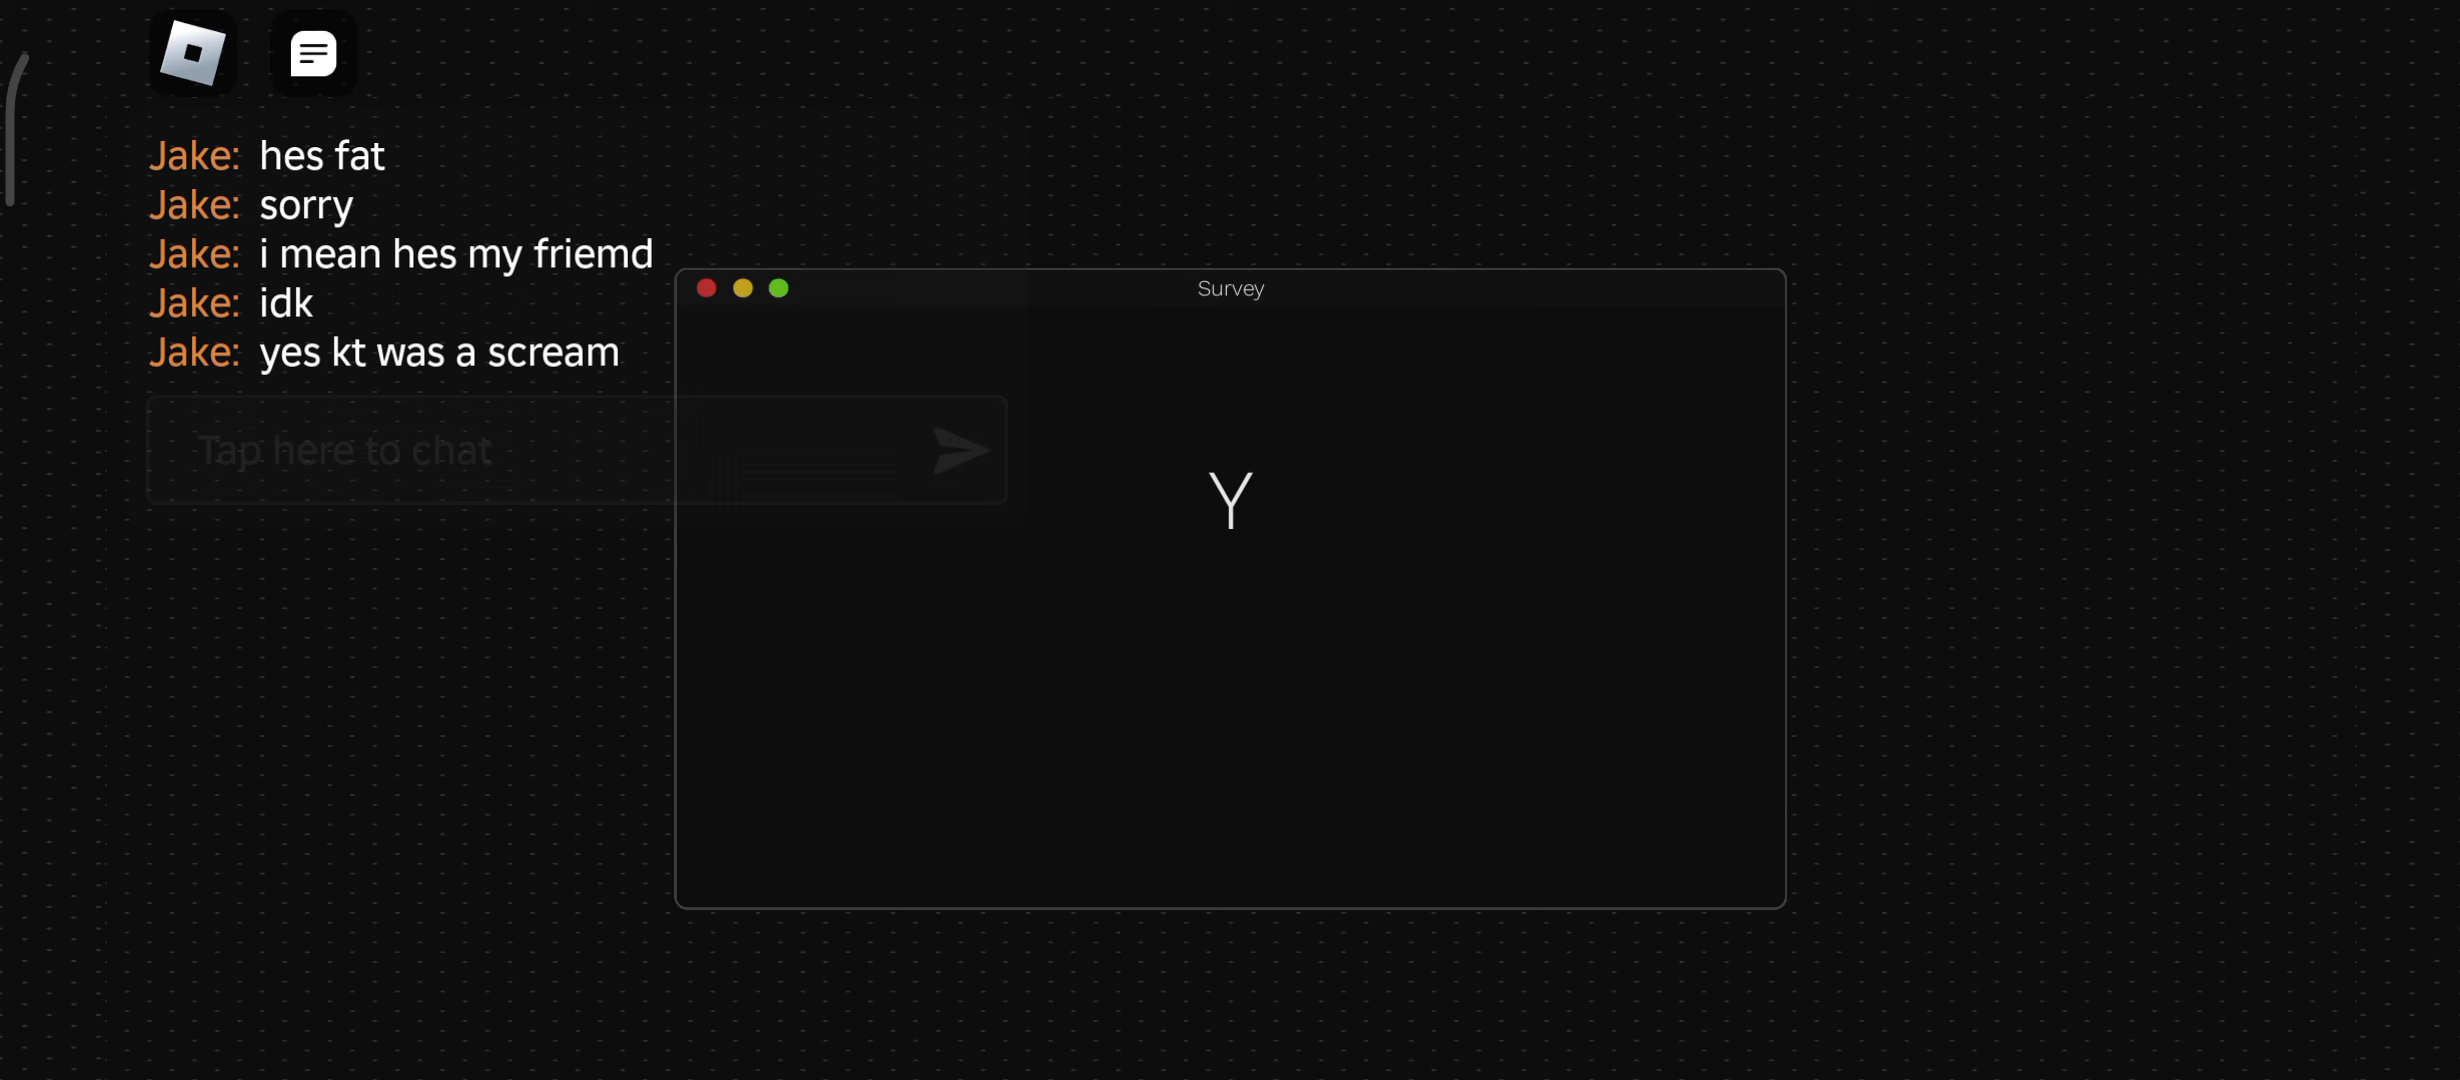 Jake: hes fat
Jake: sorry
Jake: i mean hes my friemd
Jake: idk
Jake: yes kt was a scream
Tap here to chat
Survey
Y